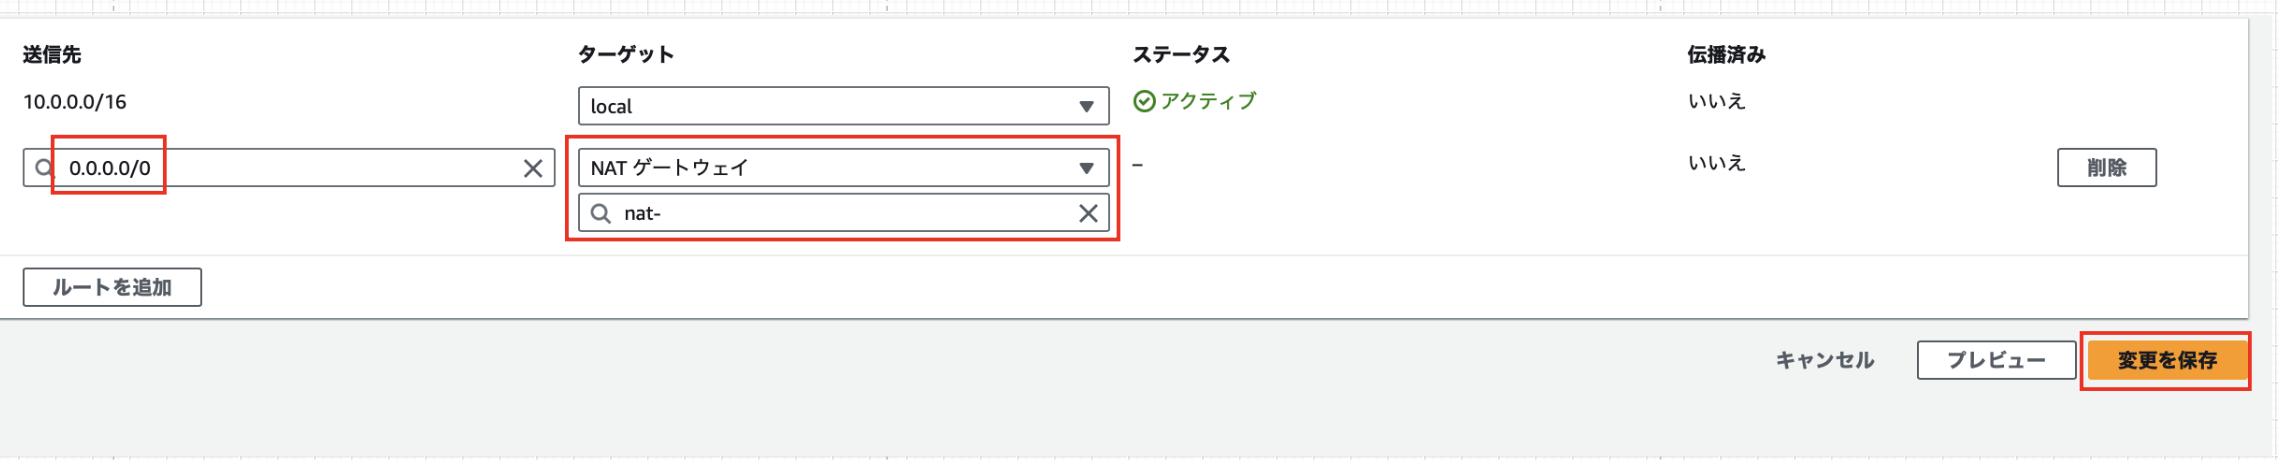 送信先 ターゲット ステータス 伝播済み
10.0.0.0/16 local アクティブ いいえ
0.0.0.0/0 NAT ゲートウェイ – いいえ 削除
nat-
ルートを追加
キャンセル プレビュー 変更を保存